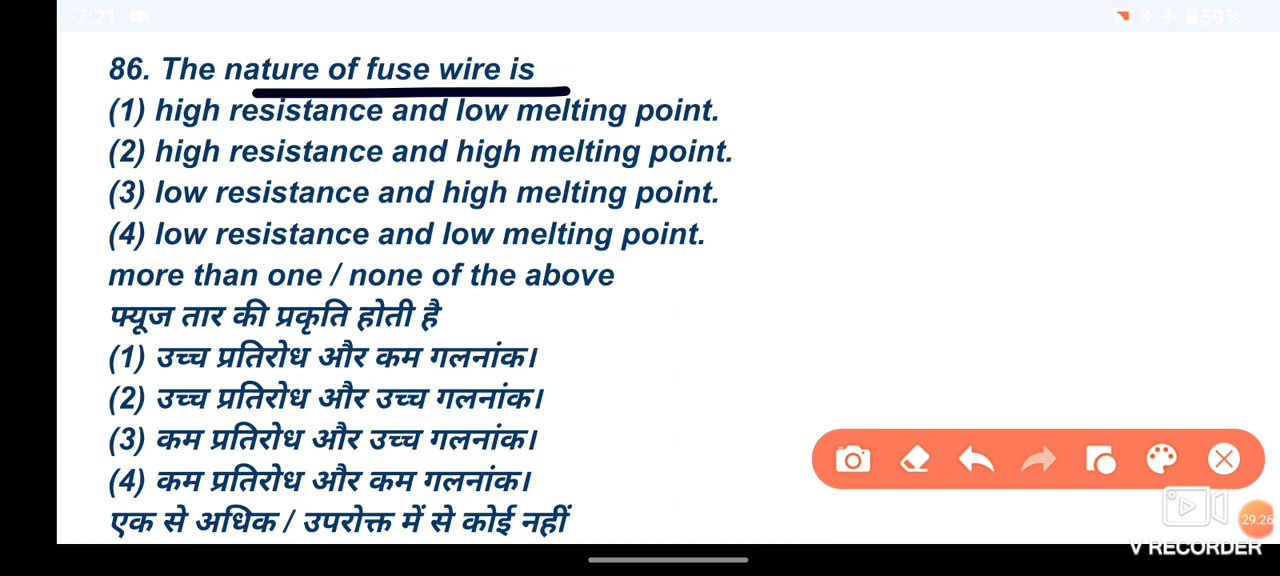 7:21
59%
86. The nature of fuse wire is
(1) high resistance and low melting point.
(2) high resistance and high melting point.
(3) low resistance and high melting point.
(4) low resistance and low melting point.
more than one / none of the above
फ्यूज तार की प्रकृति होती है
(1) उच्च प्रतिरोध और कम गलनांक।
(2) उच्च प्रतिरोध और उच्च गलनांक।
(3) कम प्रतिरोध और उच्च गलनांक।
(4) कम प्रतिरोध और कम गलनांक।
एक से अधिक / उपरोक्त में से कोई नहीं
29:26
V RECORDER